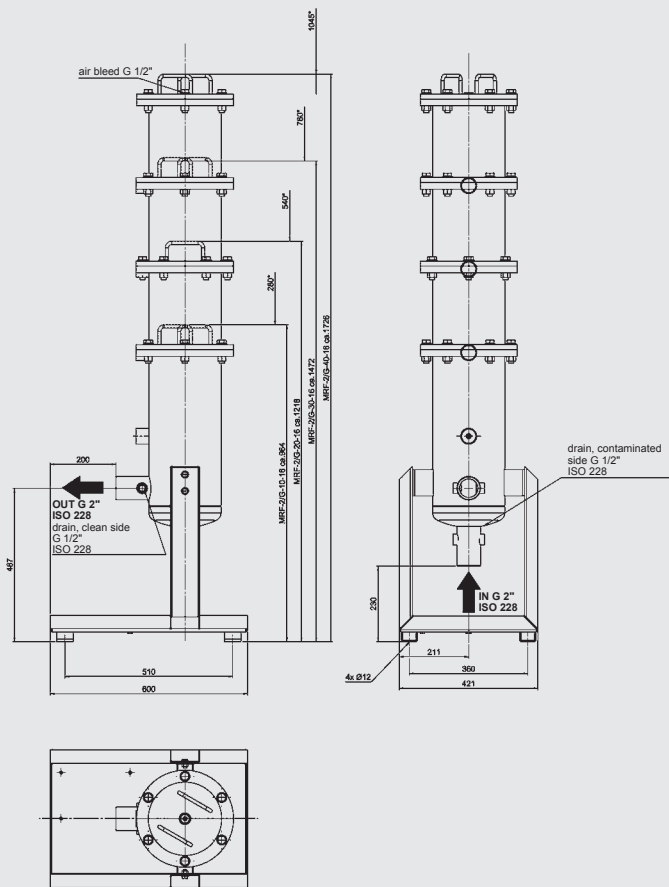 1045*
air bleed G 1/2"
780*
540*
280*
MRF-2/G-10-16 ca.964
MRF-2/G-20-16 ca.1218
MRF-2/G-30-16 ca.1472
MRF-2/G-40-16 ca.1726
200
OUT G 2"
ISO 228
drain, clean side
G 1/2"
ISO 228
467
510
600
drain, contaminated
side G 1/2"
ISO 228
IN G 2"
ISO 228
230
211
4x Ø12
360
421